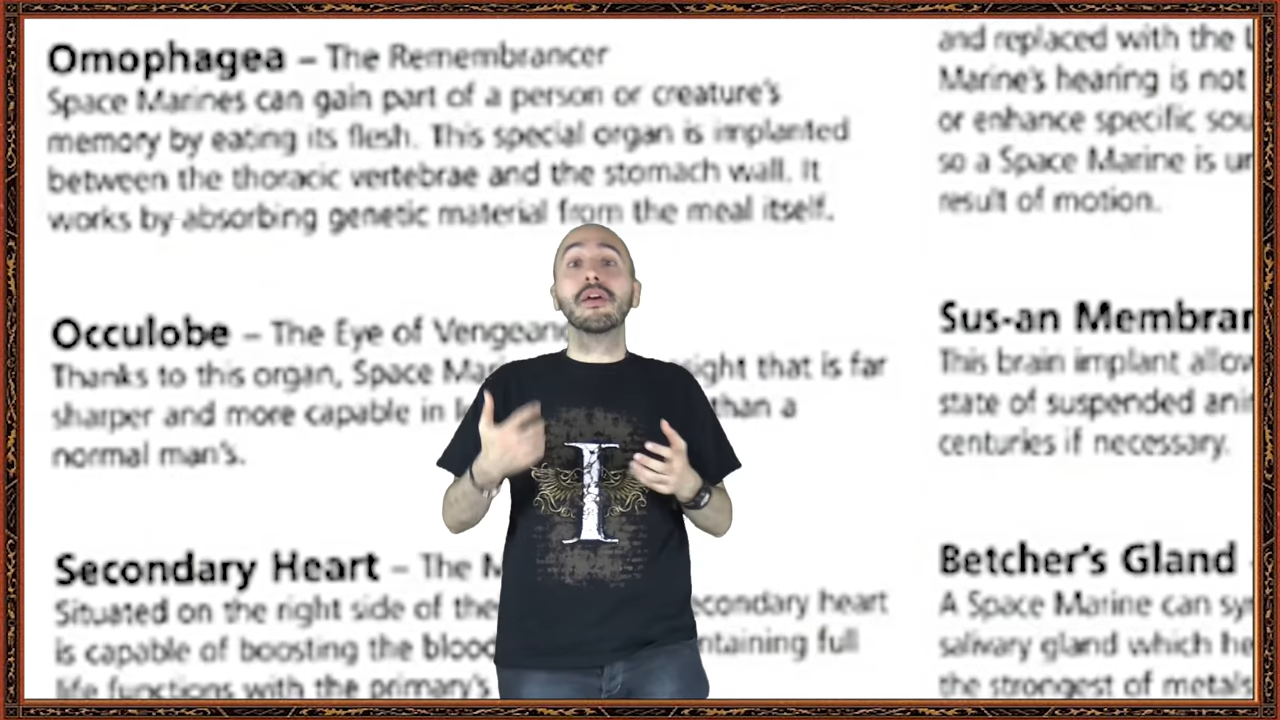 Omophagea – The Remembrancer
Space Marines can gain part of a person or creature's
memory by eating its flesh. This special organ is implanted
between the thoracic vertebrae and the stomach wall. It
works by absorbing genetic material from the meal itself.
Occulobe – The Eye of
Thanks to this organ, Space sight that is far
sharper and more capable in than a
normal man's.
Secondary Heart – The
Situated on the right side of the secondary heart
is capable of boosting the blood full
life functions with the primary's
and replaced with the
Marine's hearing is not
or enhance specific
so a Space Marine is
result of motion.
Sus-an
This brain implant
state of suspended
centuries if necessary.
Betcher's Gland
A Space Marine can
salivary gland which
the strongest of metals
I